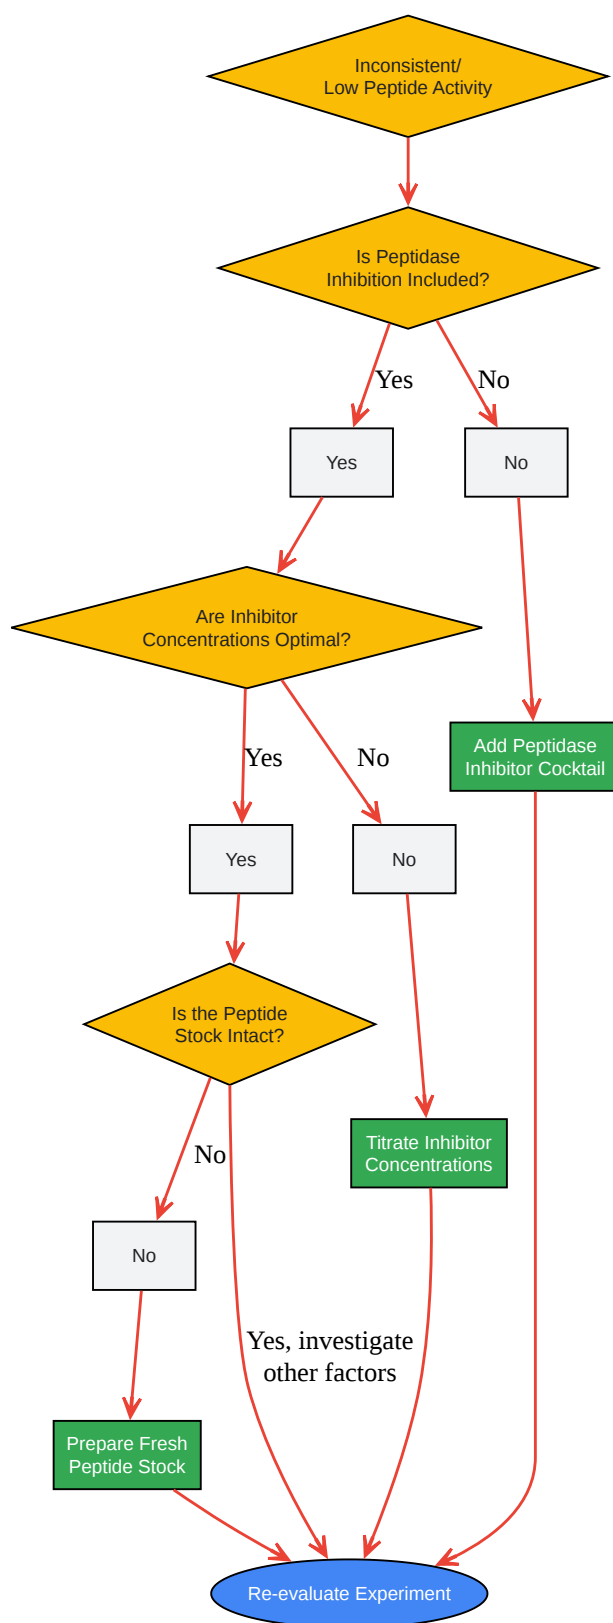 Inconsistent/
Low Peptide Activity
Is Peptidase
Inhibition Included?
Yes
No
Yes
No
Are Inhibitor
Concentrations Optimal?
Add Peptidase
Inhibitor Cocktail
Yes
No
Yes
No
Is the Peptide
Stock Intact?
Titrate Inhibitor
Concentrations
No
No
Yes, investigate
other factors
Prepare Fresh
Peptide Stock
Re-evaluate Experiment